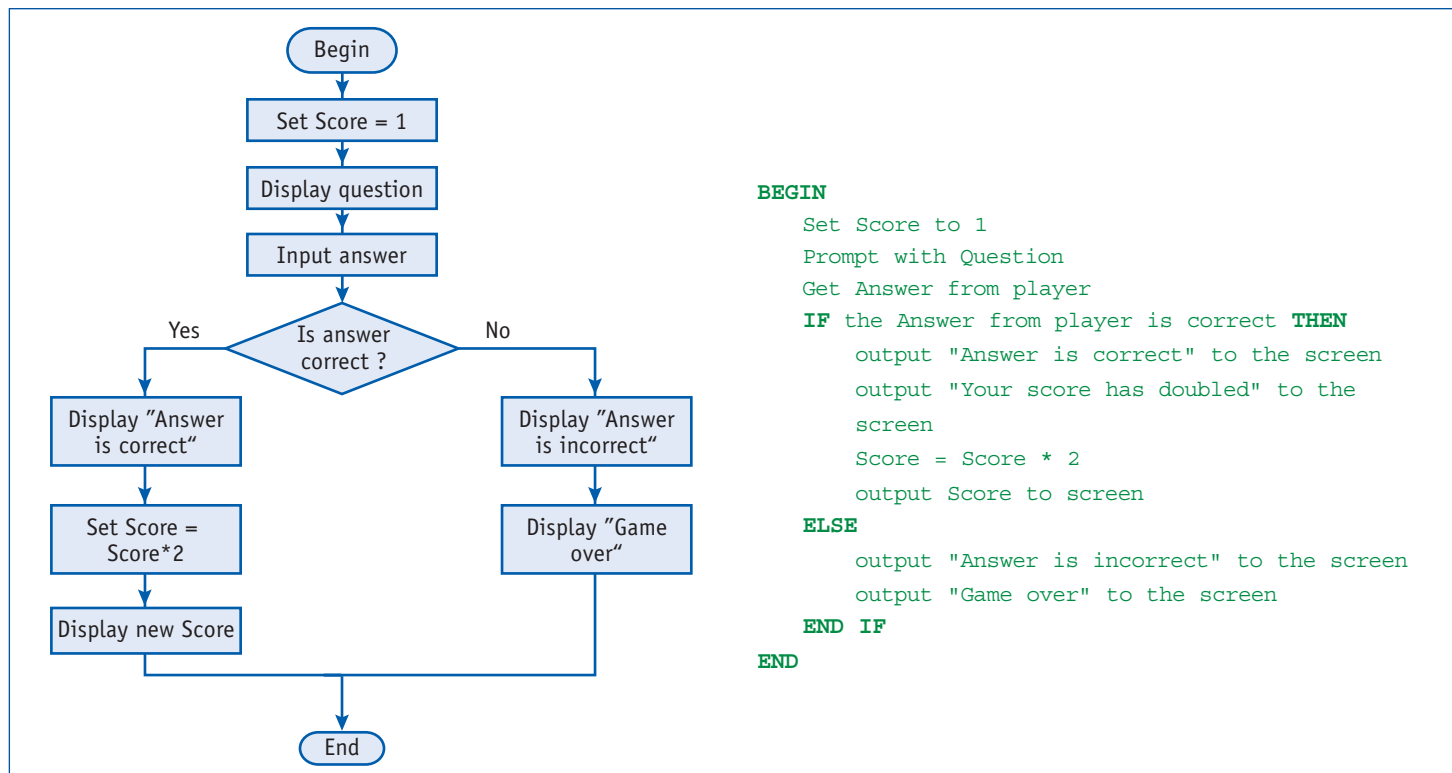 Begin
Set Score = 1
Display question
Input answer
Is answer
correct ?
Yes
No
Display ”Answer
is correct“
Set Score =
Score*2
Display new Score
Display ”Answer
is incorrect“
Display ”Game
over“
End
BEGIN
Set Score to 1
Prompt with Question
Get Answer from player
IF the Answer from player is correct THEN
output "Answer is correct" to the screen
output "Your score has doubled" to the
screen
Score = Score * 2
output Score to screen
ELSE
output "Answer is incorrect" to the screen
output "Game over" to the screen
END IF
END